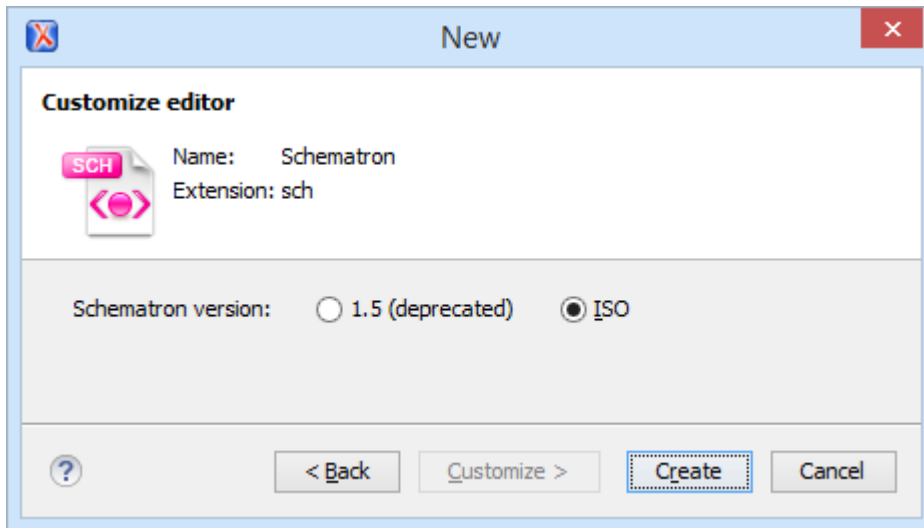 New
Customize editor
SCH
Name: Schematron
Extension: sch
Schematron version: 1.5 (deprecated) ISO
? < Back Customize > Create Cancel